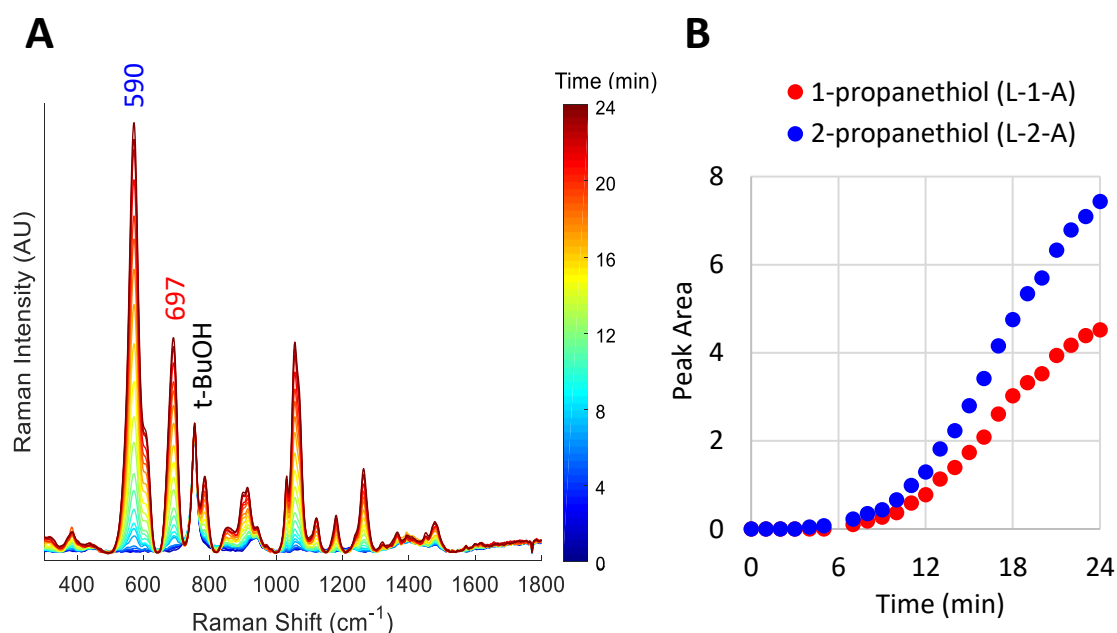 A
590
697
t-BuOH
Raman Intensity (AU)
400 600 800 1000 1200 1400 1600 1800
Raman Shift (cm⁻¹)
Time (min)
24
20
16
12
8
4
0
B
1-propanethiol (L-1-A)
2-propanethiol (L-2-A)
Peak Area
8
6
4
2
0
0 6 12 18 24
Time (min)